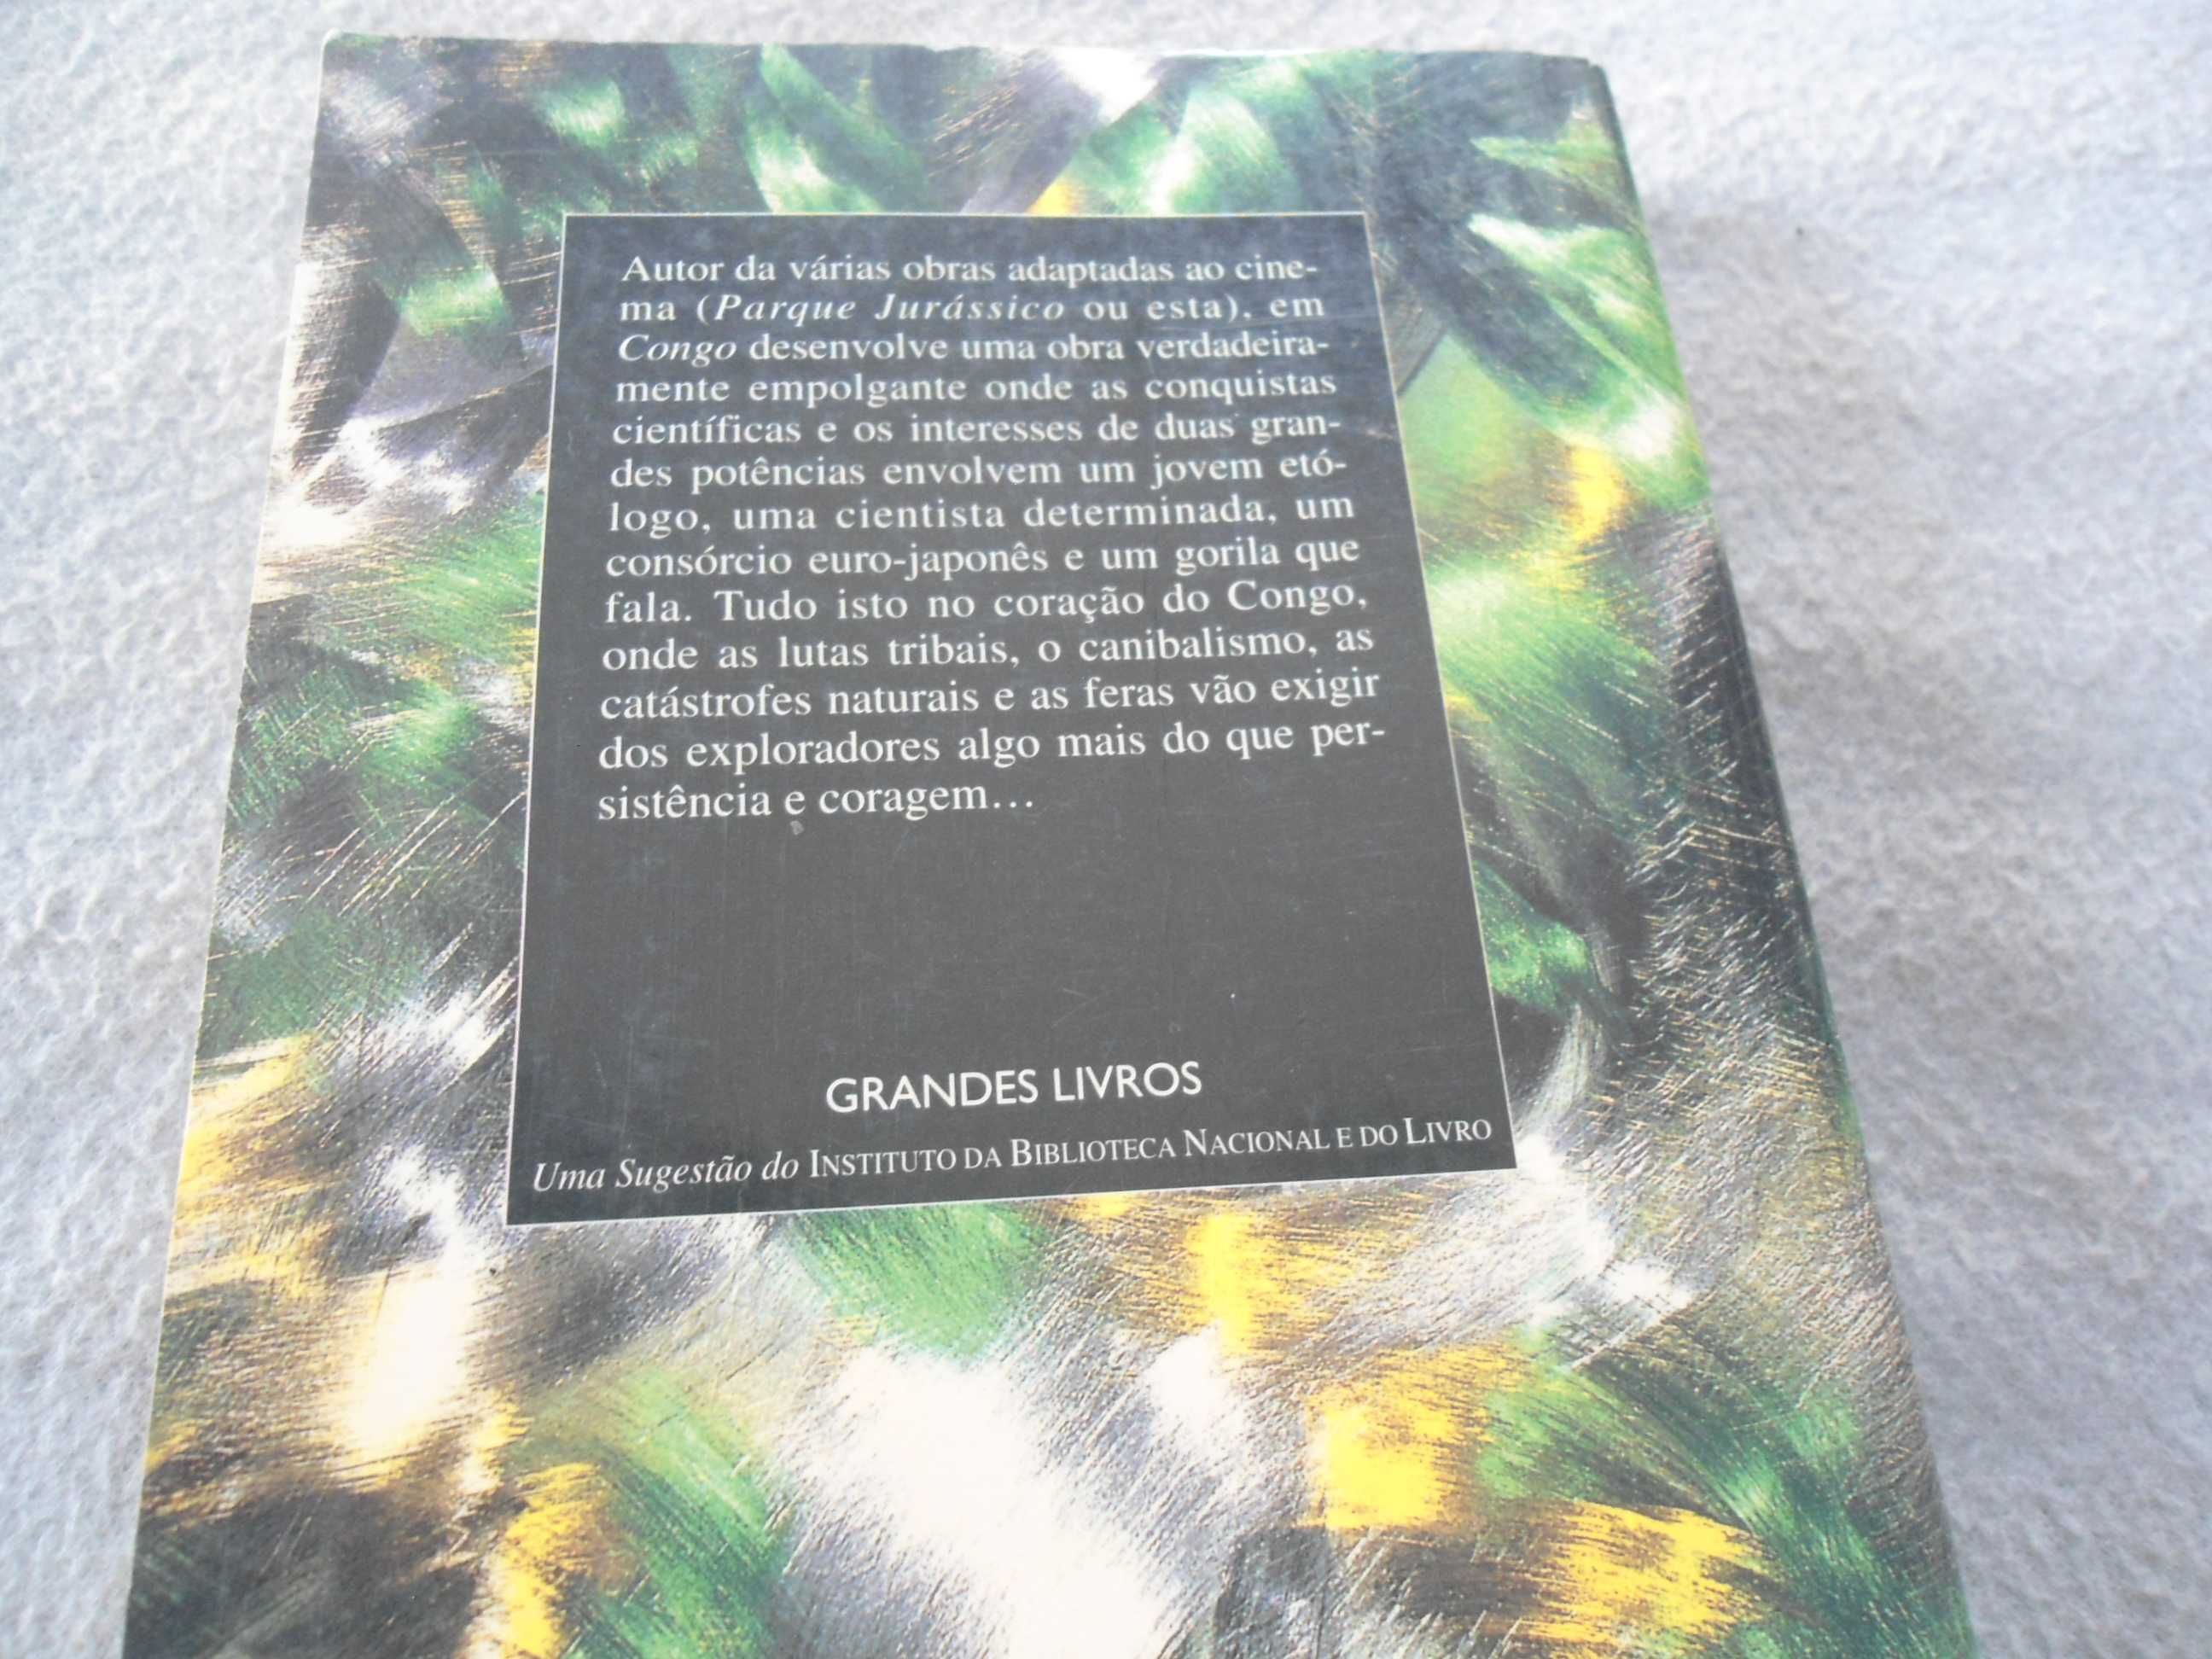 Autor da várias obras adaptadas ao cine-
ma (Parque Jurássico ou esta), em
Congo desenvolve uma obra verdadeira-
mente empolgante onde as conquistas
científicas e os interesses de duas gran-
des potências envolvem um jovem etó-
logo, uma cientista determinada, um
consórcio euro-japonês e um gorila que
fala. Tudo isto no coração do Congo,
onde as lutas tribais, o canibalismo, as
catástrofes naturais e as feras vão exigir
dos exploradores algo mais do que per-
sistência e coragem...
GRANDES LIVROS
Uma Sugestão do INSTITUTO DA BIBLIOTECA NACIONAL E DO LIVRO